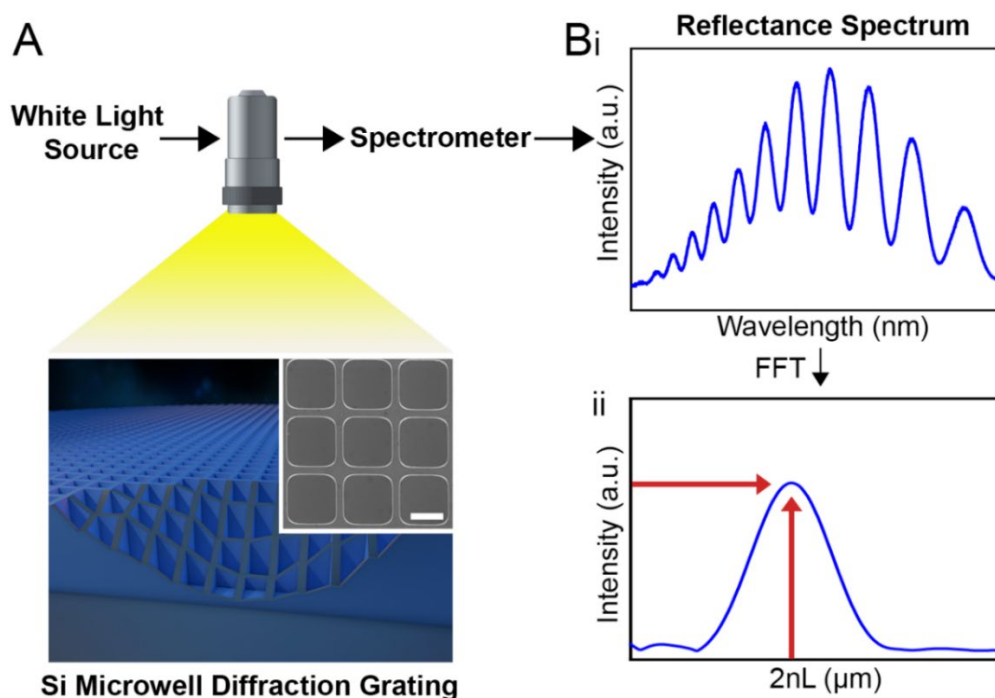 A
White Light
Source
Spectrometer
Si Microwell Diffraction Grating
Bi
Reflectance Spectrum
Intensity (a.u.)
Wavelength (nm)
FFT
ii
Intensity (a.u.)
2nL (µm)